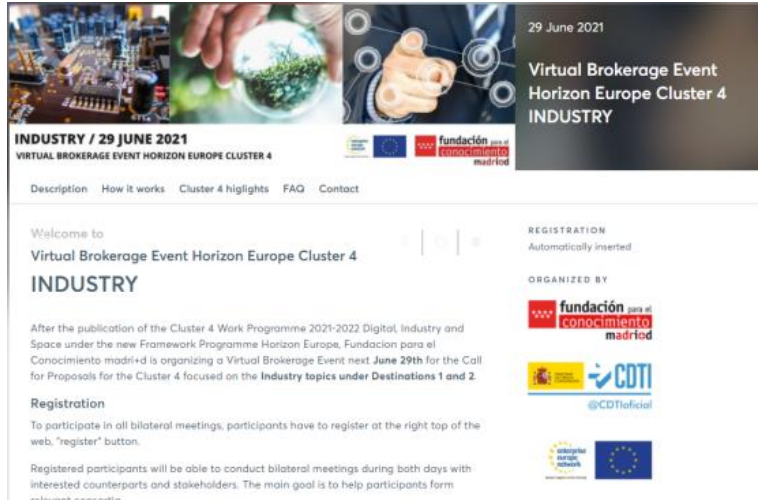 29 June 2021
Virtual Brokerage Event
Horizon Europe Cluster 4
INDUSTRY
INDUSTRY / 29 JUNE 2021
VIRTUAL BROKERAGE EVENT HORIZON EUROPE CLUSTER 4
fundación para el
conocimiento
madrid
Description How it works Cluster 4 higlights FAQ Contact
Welcome to
Virtual Brokerage Event Horizon Europe Cluster 4
INDUSTRY
After the publication of the Cluster 4 Work Programme 2021-2022 Digital, Industry and
Space under the new Framework Programme Horizon Europe, Fundacion para el
Conocimiento madri+d is organizing a Virtual Brokerage Event next June 29th for the Call
for Proposals for the Cluster 4 focused on the Industry topics under Destinations 1 and 2.
Registration
To participate in all bilateral meetings, participants have to register at the right top of the
web, "register" button.
Registered participants will be able to conduct bilateral meetings during both days with
interested counterparts and stakeholders. The main goal is to help participants form
relevant consortia
REGISTRATION
Automatically inserted
ORGANIZED BY
fundación para el
conocimiento
madrid
CDTI
@CDTIoficial
enterprise
europe
network